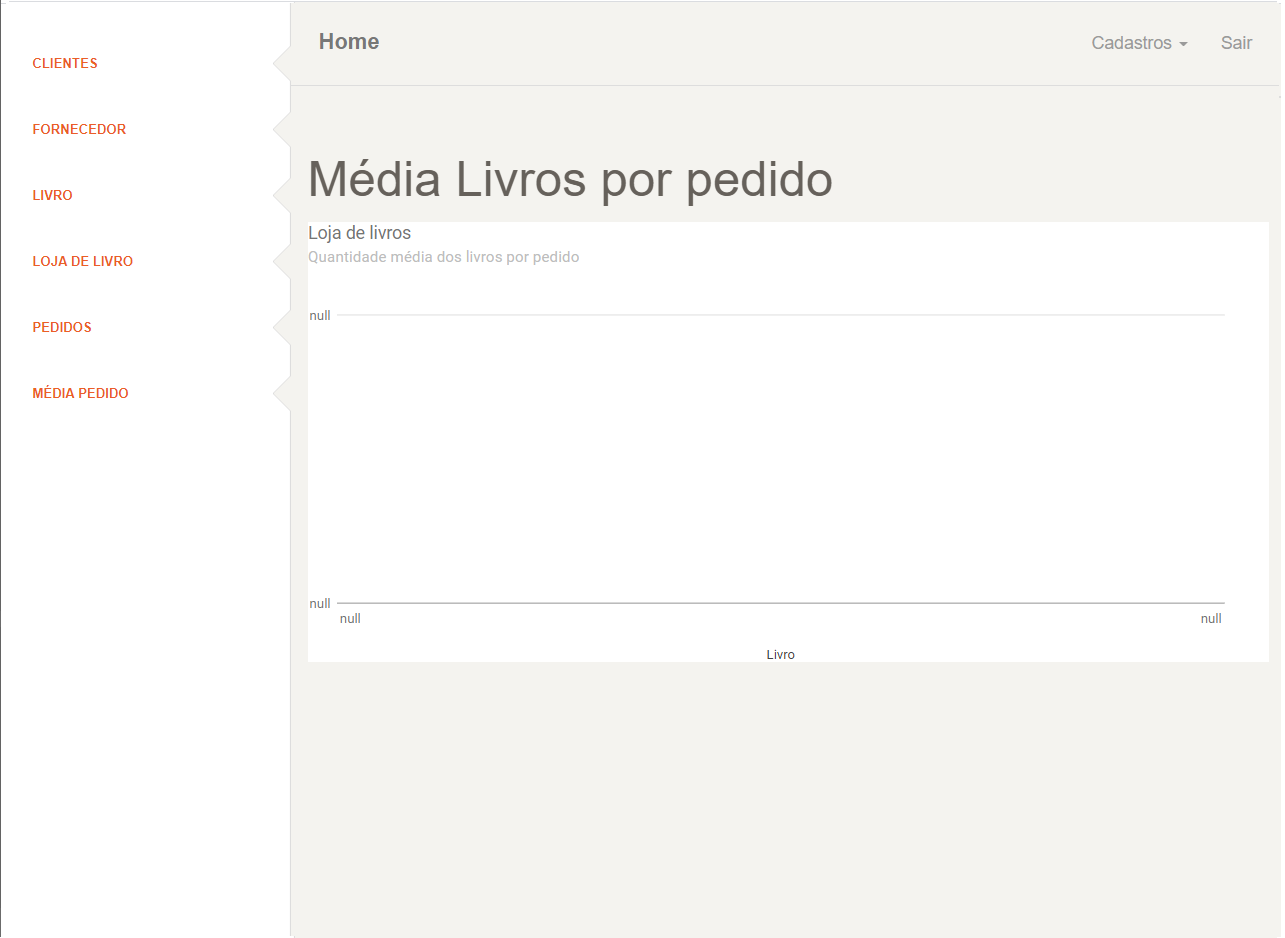 CLIENTES
FORNECEDOR
LIVRO
LOJA DE LIVRO
PEDIDOS
MÉDIA PEDIDO
Home
Cadastros
Sair
Média Livros por pedido
Loja de livros
Quantidade média dos livros por pedido
null
null
null null
Livro